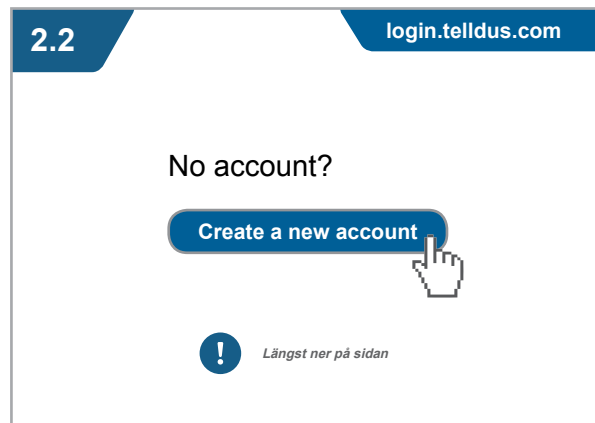 2.2
login.telldus.com
No account?
Create a new account
!
Längst ner på sidan